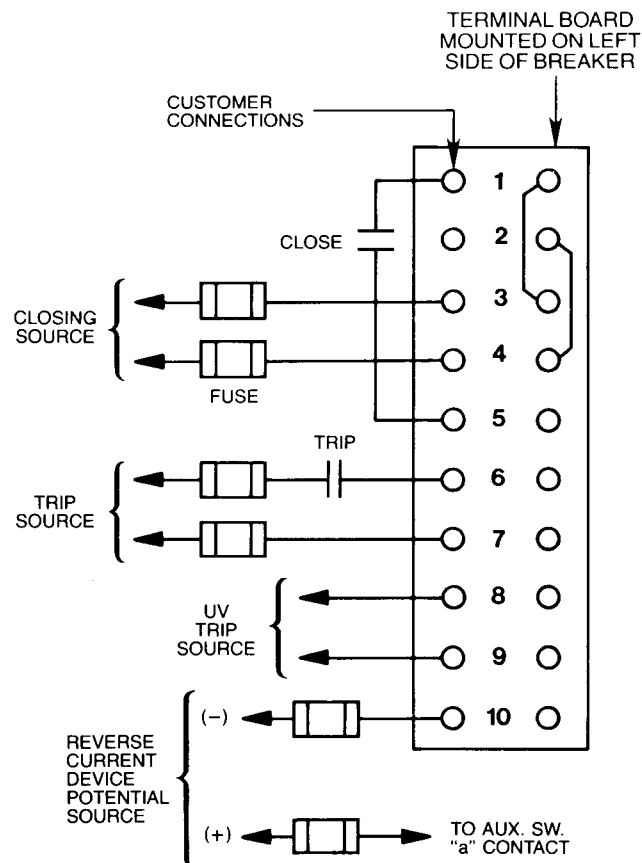 TERMINAL BOARD
MOUNTED ON LEFT
SIDE OF BREAKER
CUSTOMER
CONNECTIONS
1
CLOSE
2
CLOSING
SOURCE
3
4
FUSE
5
TRIP
6
TRIP
SOURCE
7
UV
TRIP
SOURCE
8
9
(−)
10
REVERSE
CURRENT
DEVICE
POTENTIAL
SOURCE
(+)
TO AUX. SW.
"a" CONTACT